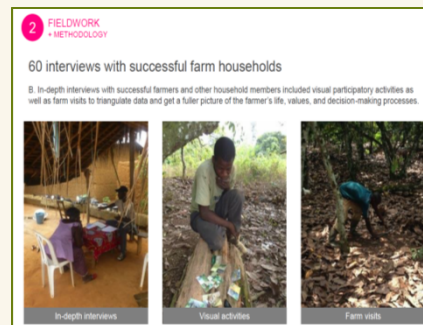 2
FIELDWORK
+ METHODOLOGY
60 interviews with successful farm households
B. In-depth interviews with successful farmers and other household members included visual participatory activities as
well as farm visits to triangulate data and get a fuller picture of the farmer's life, values, and decision-making processes.
In-depth interviews
Visual activities
Farm visits